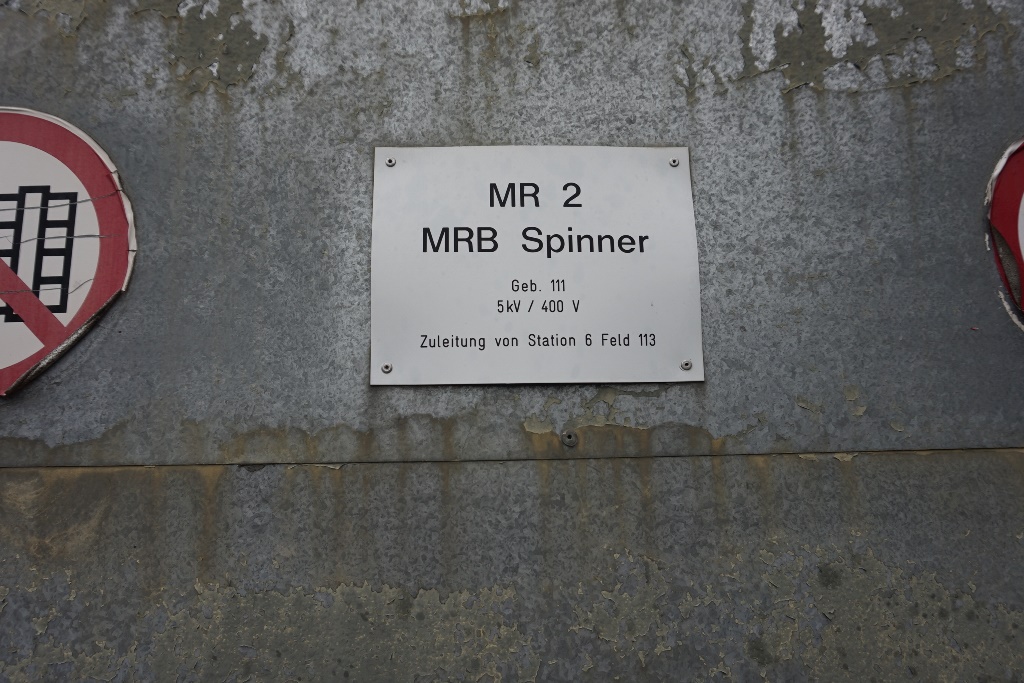 MR 2
MRB Spinner
Geb. 111
5kV / 400 V
Zuleitung von Station 6 Feld 113